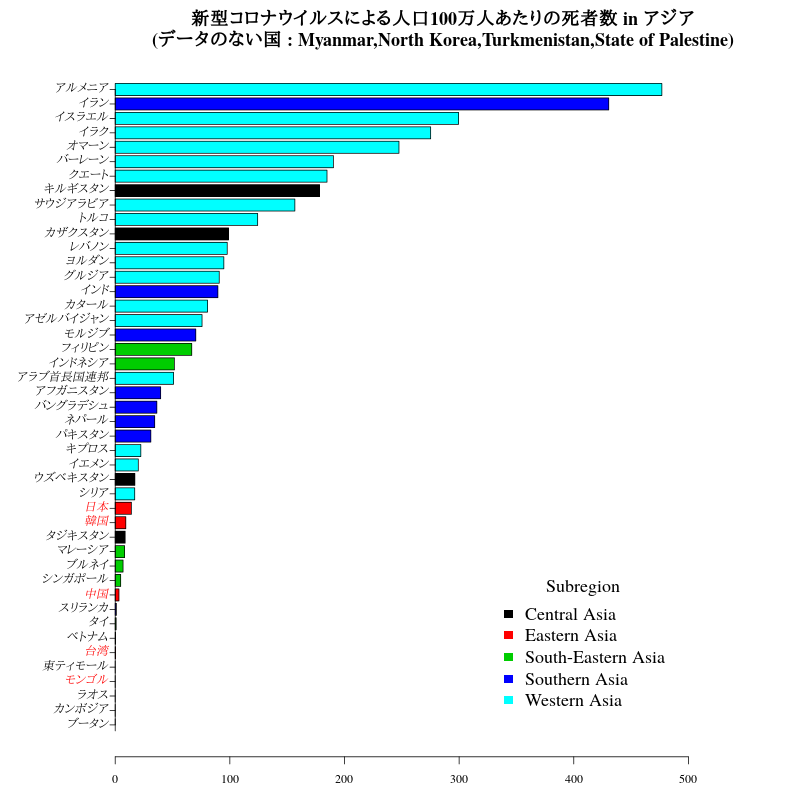 新型コロナウイルスによる人口100万人あたりの死者数 in アジア
(データのない国 : Myanmar,North Korea,Turkmenistan,State of Palestine)
アルメニア
イラン
イスラエル
イラク
オマーン
バーレーン
クエート
キルギスタン
サウジアラビア
トルコ
カザクスタン
レバノン
ヨルダン
グルジア
インド
カタール
アゼルバイジャン
モルジブ
フィリピン
インドネシア
アラブ首長国連邦
アフガニスタン
バングラデシュ
ネパール
パキスタン
キプロス
イエメン
ウズベキスタン
シリア
日本
韓国
タジキスタン
マレーシア
ブルネイ
シンガポール
中国
スリランカ
タイ
ベトナム
台湾
東ティモール
モンゴル
ラオス
カンボジア
ブータン
Subregion
Central Asia
Eastern Asia
South-Eastern Asia
Southern Asia
Western Asia
0 100 200 300 400 500